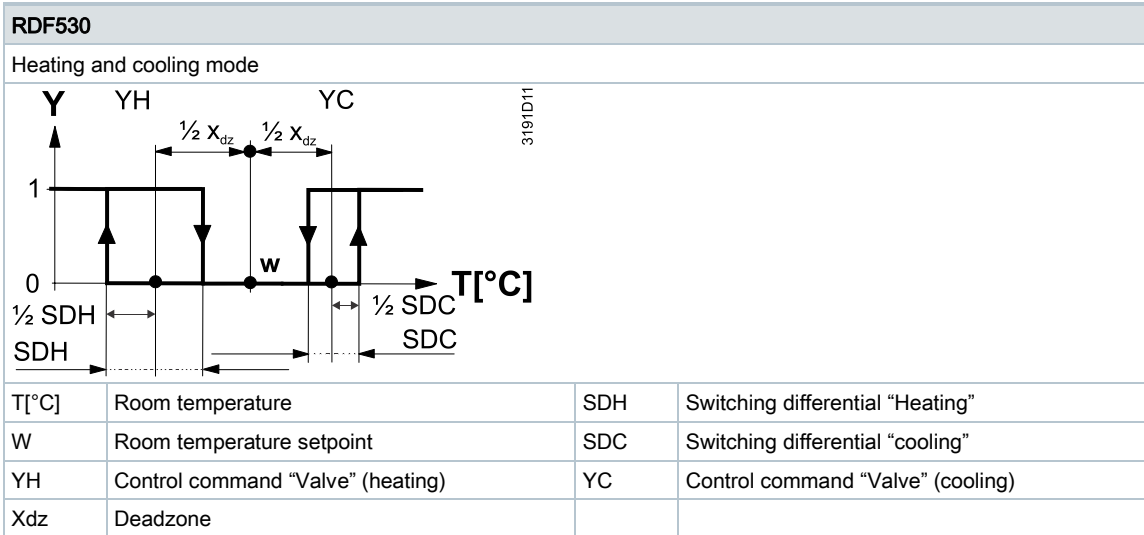 RDF530
Heating and cooling mode
Y YH YC
3191D11
½ Xdz ½ Xdz
1
w
0
T[°C]
½ SDH ½ SDC
SDH SDC
T[°C] Room temperature SDH Switching differential “Heating”
W Room temperature setpoint SDC Switching differential “cooling”
YH Control command “Valve” (heating) YC Control command “Valve” (cooling)
Xdz Deadzone